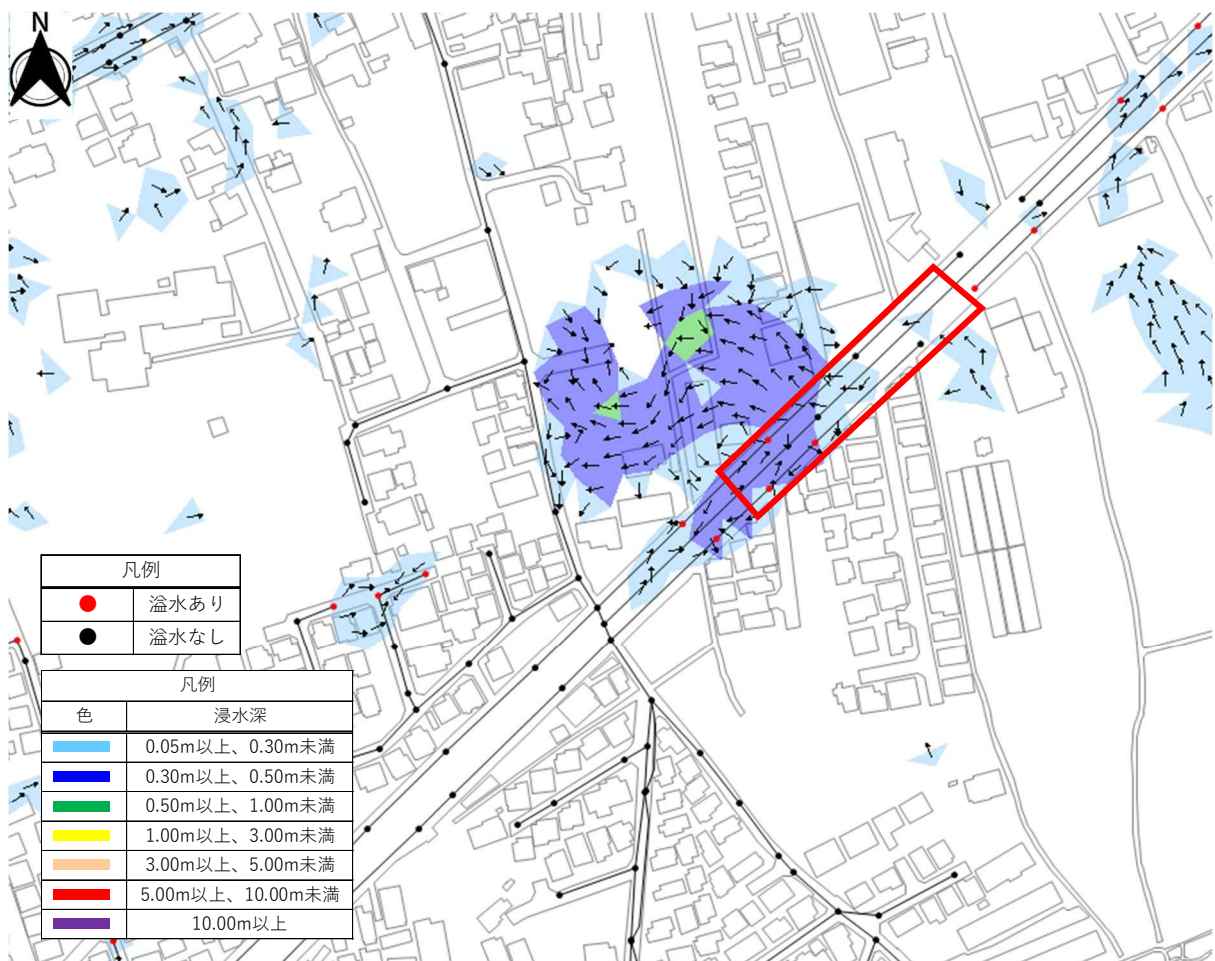 N
凡例
溢水あり
溢水なし
凡例
色 浸水深
0.05m以上、0.30m未満
0.30m以上、0.50m未満
0.50m以上、1.00m未満
1.00m以上、3.00m未満
3.00m以上、5.00m未満
5.00m以上、10.00m未満
10.00m以上